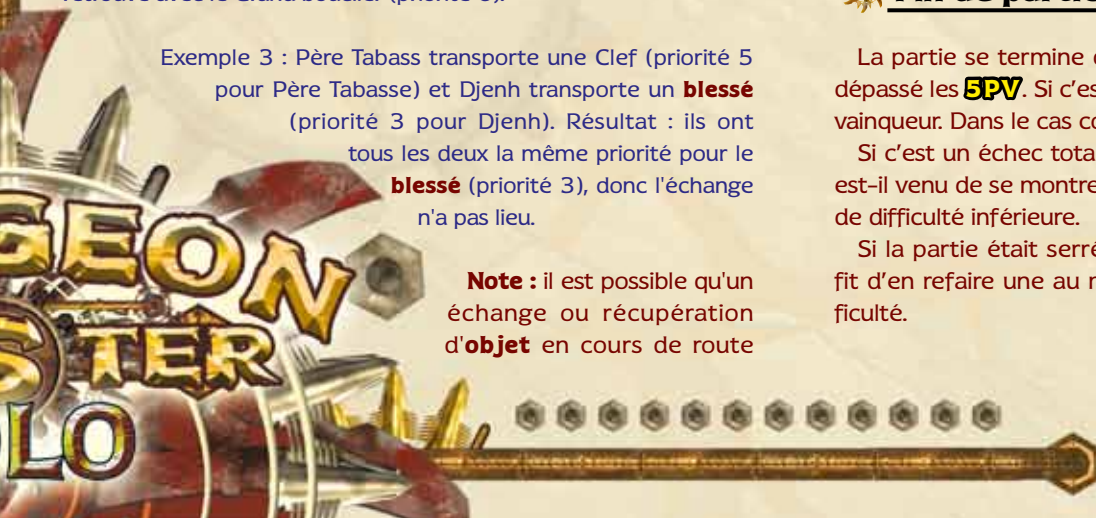 Exemple 3 : Père Tabass transporte une Clef (priorité 5
pour Père Tabasse) et Djenh transporte un blessé
(priorité 3 pour Djenh). Résultat : ils ont
tous les deux la même priorité pour le
blessé (priorité 3), donc l'échange
n'a pas lieu.
Note : il est possible qu'un
échange ou récupération
d'objet en cours de route
La partie se termine
dépassé les 5PV. Si c'es
vainqueur. Dans le cas co
Si c'est un échec tota
est-il venu de se montre
de difficulté inférieure.
Si la partie était serré
fit d'en refaire une au
ficulté.
GEON
STER
LO